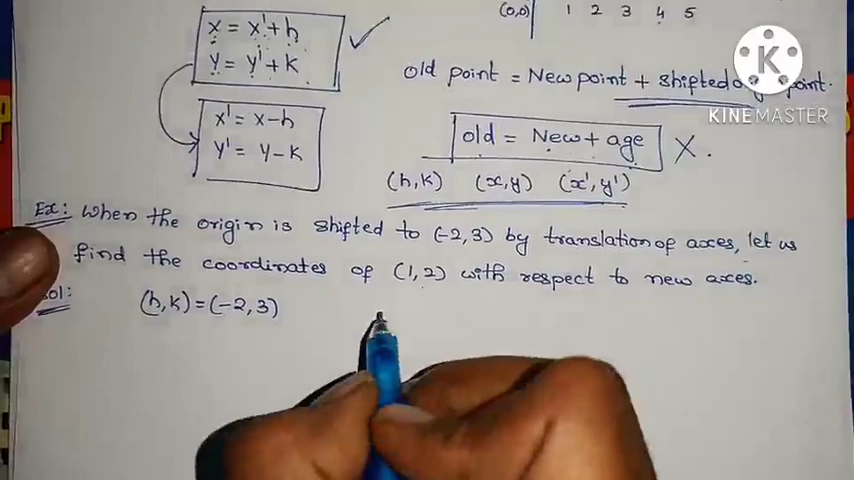 (0,0) 1 2 3 4 5
x = x'+h
y = y'+k
Old point = New point + shifted point.
KINEMASTER
x' = x-h
y' = y-k
old = New + age X.
(h,k) (x,y) (x',y')
Ex: When the origin is shifted to (-2,3) by translation of axes, let us
find the coordinates of (1,2) with respect to new axes.
Sol: (h,k) = (-2,3)